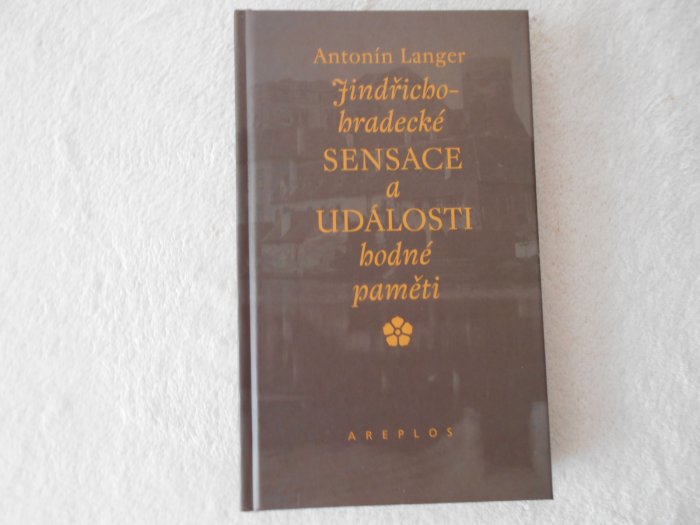 Antonín Langer
Jindřicho-
hradecké
SENSACE
a
UDÁLOSTI
hodné
paměti
AREPLOS